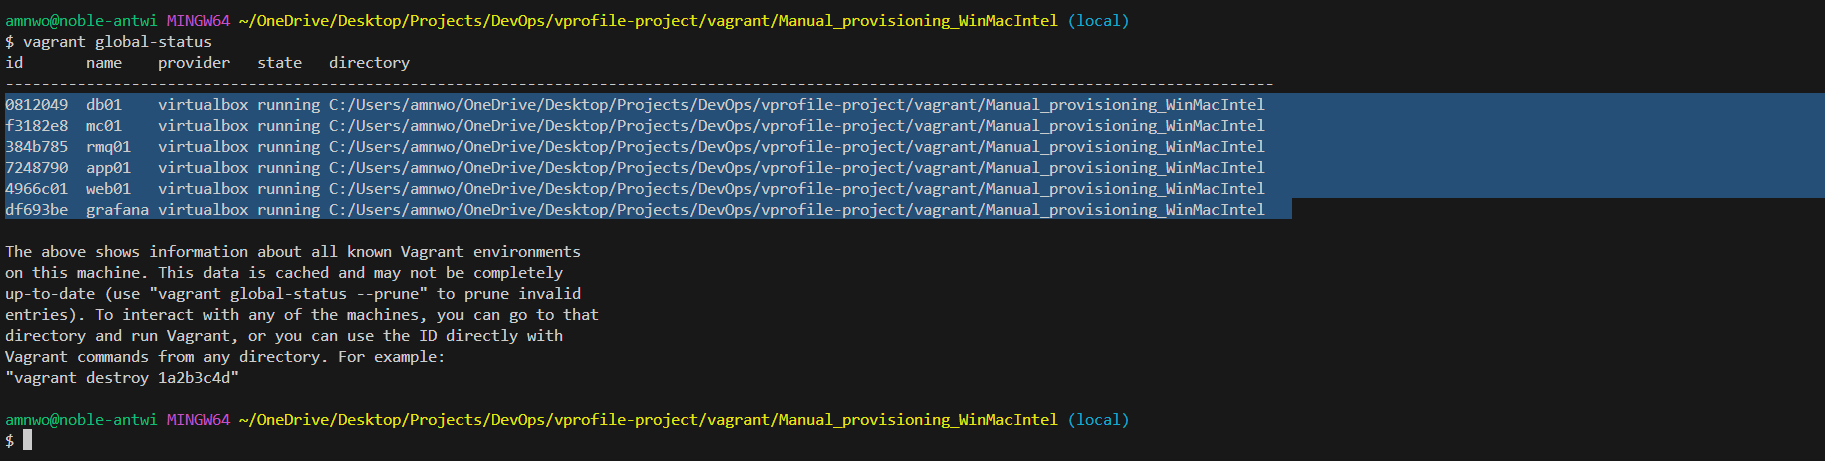 amnwo@noble-antwi MINGW64 ~/OneDrive/Desktop/Projects/DevOps/vprofile-project/vagrant/Manual_provisioning_WinMacIntel (local)
$ vagrant global-status
id       name    provider   state   directory
---------------------------------------------------------------------------------------------------------------------------------------------
0812049  db01    virtualbox running C:/Users/amnwo/OneDrive/Desktop/Projects/DevOps/vprofile-project/vagrant/Manual_provisioning_WinMacIntel
f3182e8  mc01    virtualbox running C:/Users/amnwo/OneDrive/Desktop/Projects/DevOps/vprofile-project/vagrant/Manual_provisioning_WinMacIntel
384b785  rmq01   virtualbox running C:/Users/amnwo/OneDrive/Desktop/Projects/DevOps/vprofile-project/vagrant/Manual_provisioning_WinMacIntel
7248790  app01   virtualbox running C:/Users/amnwo/OneDrive/Desktop/Projects/DevOps/vprofile-project/vagrant/Manual_provisioning_WinMacIntel
4966c01  web01   virtualbox running C:/Users/amnwo/OneDrive/Desktop/Projects/DevOps/vprofile-project/vagrant/Manual_provisioning_WinMacIntel
df693be  grafana virtualbox running C:/Users/amnwo/OneDrive/Desktop/Projects/DevOps/vprofile-project/vagrant/Manual_provisioning_WinMacIntel
The above shows information about all known Vagrant environments
on this machine. This data is cached and may not be completely
up-to-date (use "vagrant global-status --prune" to prune invalid
entries). To interact with any of the machines, you can go to that
directory and run Vagrant, or you can use the ID directly with
Vagrant commands from any directory. For example:
"vagrant destroy 1a2b3c4d"
amnwo@noble-antwi MINGW64 ~/OneDrive/Desktop/Projects/DevOps/vprofile-project/vagrant/Manual_provisioning_WinMacIntel (local)
$